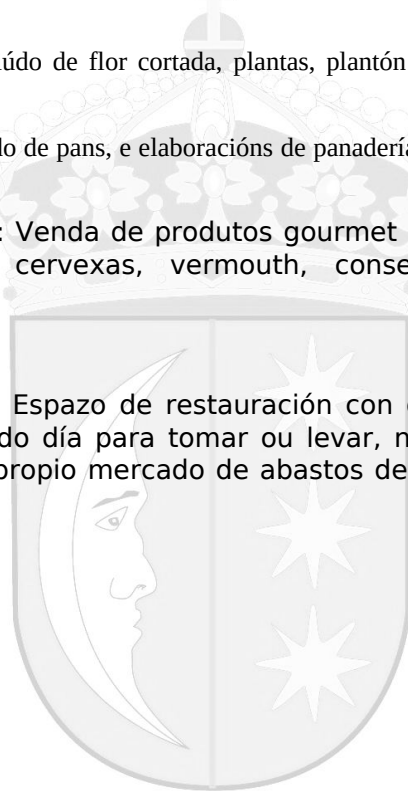 údo de flor cortada, plantas, plantón
do de pans, e elaboracións de panadería
: Venda de produtos gourmet
cervexas, vermouth, conse
Espazo de restauración con
do día para tomar ou levar, n
propio mercado de abastos de